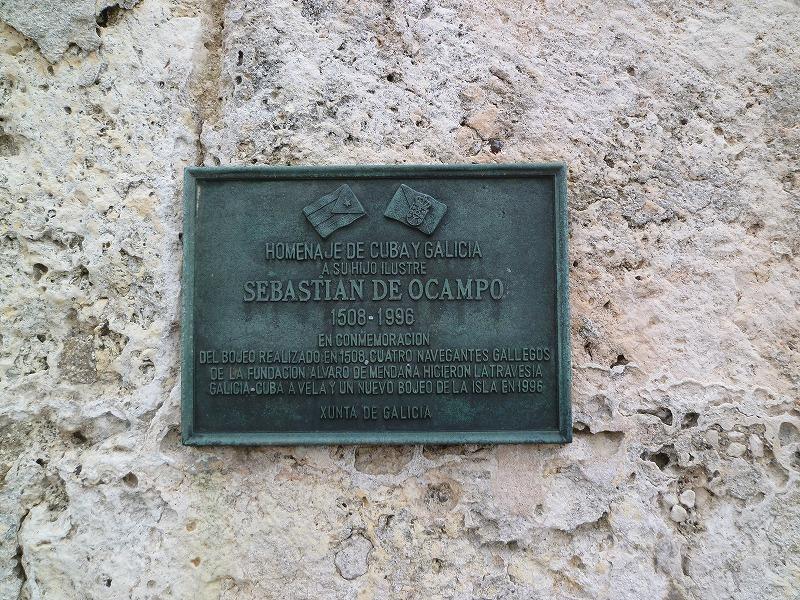 HOMENAJE DE CUBA Y GALICIA
A SU HIJO ILUSTRE
SEBASTIAN DE OCAMPO
1508-1996
EN CONMEMORACION
DEL BOJEO REALIZADO EN 1508, CUATRO NAVEGANTES GALLEGOS
DE LA FUNDACION ALVARO DE MENDAÑA HICIERON LA TRAVESIA
GALICIA-CUBA A VELA Y UN NUEVO BOJEO DE LA ISLA EN 1996
XUNTA DE GALICIA